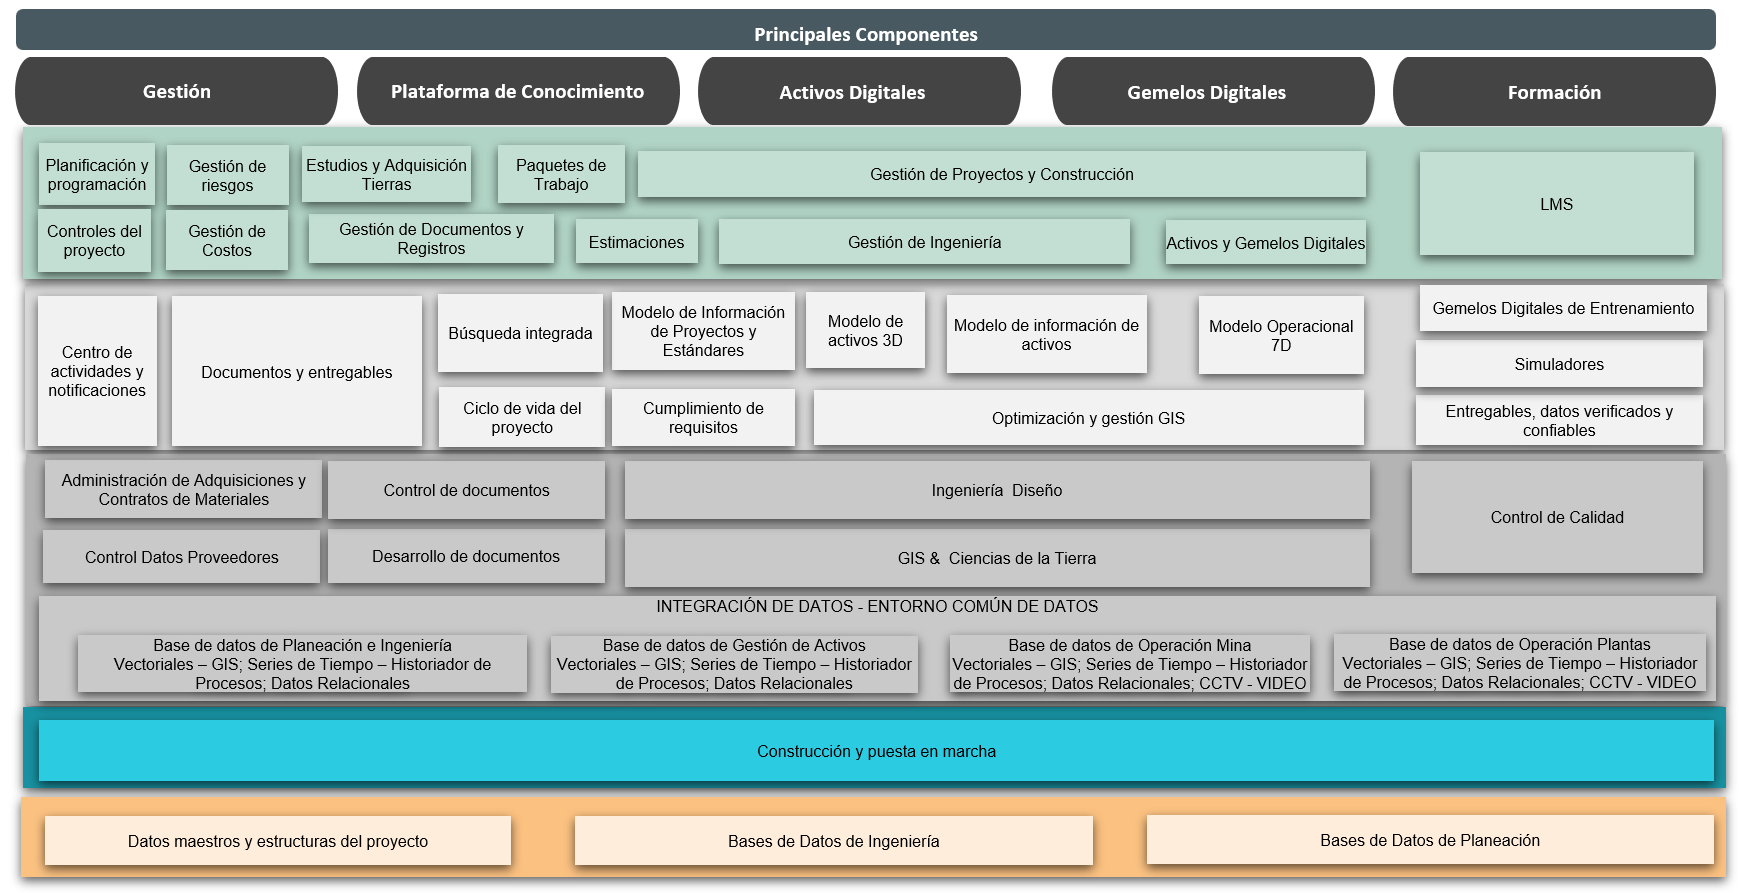 Principales Componentes
Gestión
Plataforma de Conocimiento
Activos Digitales
Gemelos Digitales
Formación
Planificación y
programación
Gestión de
riesgos
Estudios y Adquisición
Tierras
Paquetes de
Trabajo
Gestión de Proyectos y Construcción
LMS
Controles del
proyecto
Gestión de
Costos
Gestión de Documentos y
Registros
Estimaciones
Gestión de Ingeniería
Activos y Gemelos Digitales
Centro de
actividades y
notificaciones
Documentos y entregables
Búsqueda integrada
Modelo de Información
de Proyectos y
Estándares
Modelo de
activos 3D
Modelo de información de
activos
Modelo Operacional
7D
Gemelos Digitales de Entrenamiento
Simuladores
Ciclo de vida del
proyecto
Cumplimiento de
requisitos
Optimización y gestión GIS
Entregables, datos verificados y
confiables
Administración de Adquisiciones y
Contratos de Materiales
Control de documentos
Ingeniería  Diseño
Control de Calidad
Control Datos Proveedores
Desarrollo de documentos
GIS &  Ciencias de la Tierra
INTEGRACIÓN DE DATOS - ENTORNO COMÚN DE DATOS
Base de datos de Planeación e Ingeniería
Vectoriales – GIS; Series de Tiempo – Historiador de
Procesos; Datos Relacionales
Base de datos de Gestión de Activos
Vectoriales – GIS; Series de Tiempo – Historiador
de Procesos; Datos Relacionales
Base de datos de Operación Mina
Vectoriales – GIS; Series de Tiempo – Historiador
de Procesos; Datos Relacionales; CCTV - VIDEO
Base de datos de Operación Plantas
Vectoriales – GIS; Series de Tiempo – Historiador
de Procesos; Datos Relacionales; CCTV - VIDEO
Construcción y puesta en marcha
Datos maestros y estructuras del proyecto
Bases de Datos de Ingeniería
Bases de Datos de Planeación